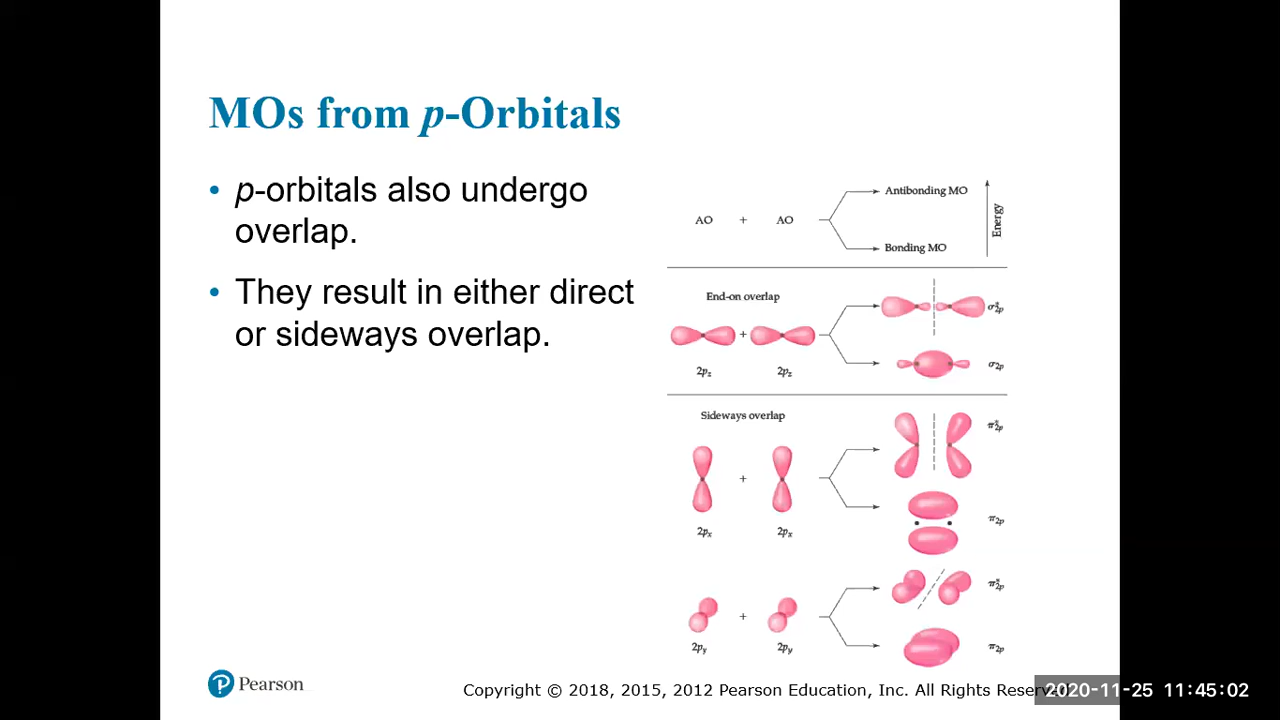 MOs from p-Orbitals
• p-orbitals also undergo
overlap.
• They result in either direct
or sideways overlap.
AO + AO
Antibonding MO
Bonding MO
Energy
End-on overlap
+
2pz 2pz
σ*2p
σ2p
Sideways overlap
+
2px 2px
π*2p
π2p
+
2py 2py
π*2p
π2p
Pearson
Copyright © 2018, 2015, 2012 Pearson Education, Inc. All Rights Reserved
2020-11-25 11:45:02